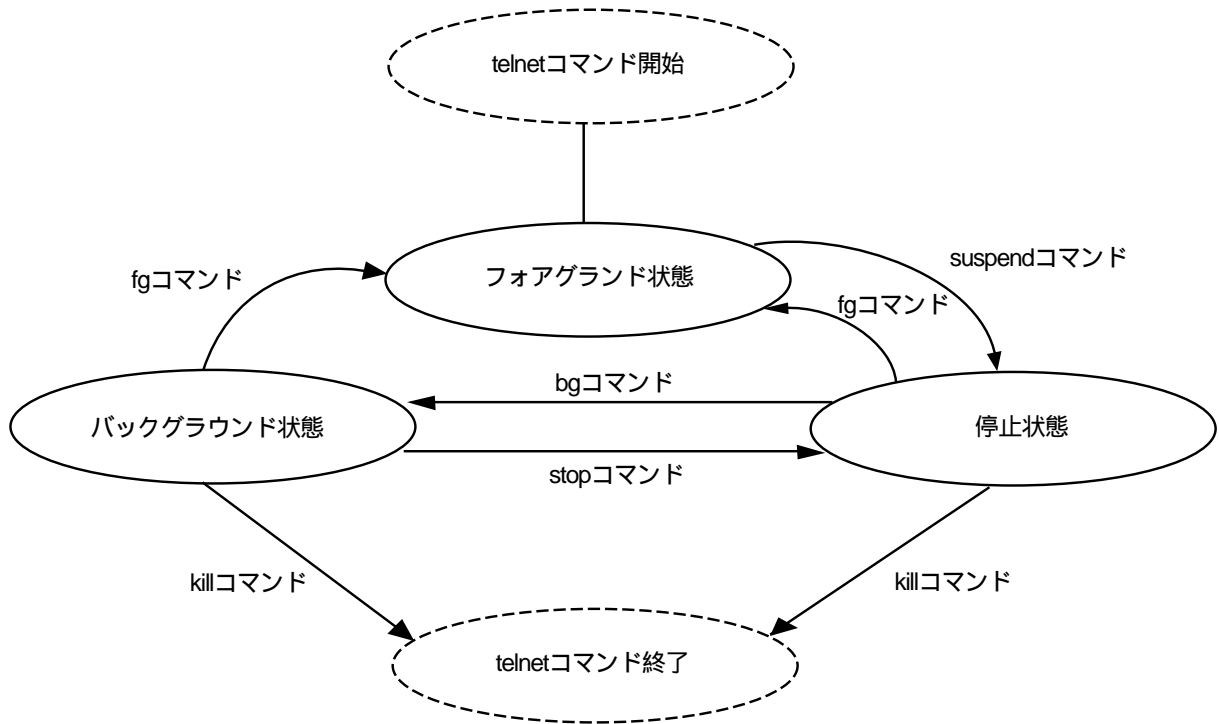 telnetコマンド開始
フォアグランド状態
suspendコマンド
fgコマンド
fgコマンド
bgコマンド
バックグラウンド状態
停止状態
stopコマンド
killコマンド
killコマンド
telnetコマンド終了